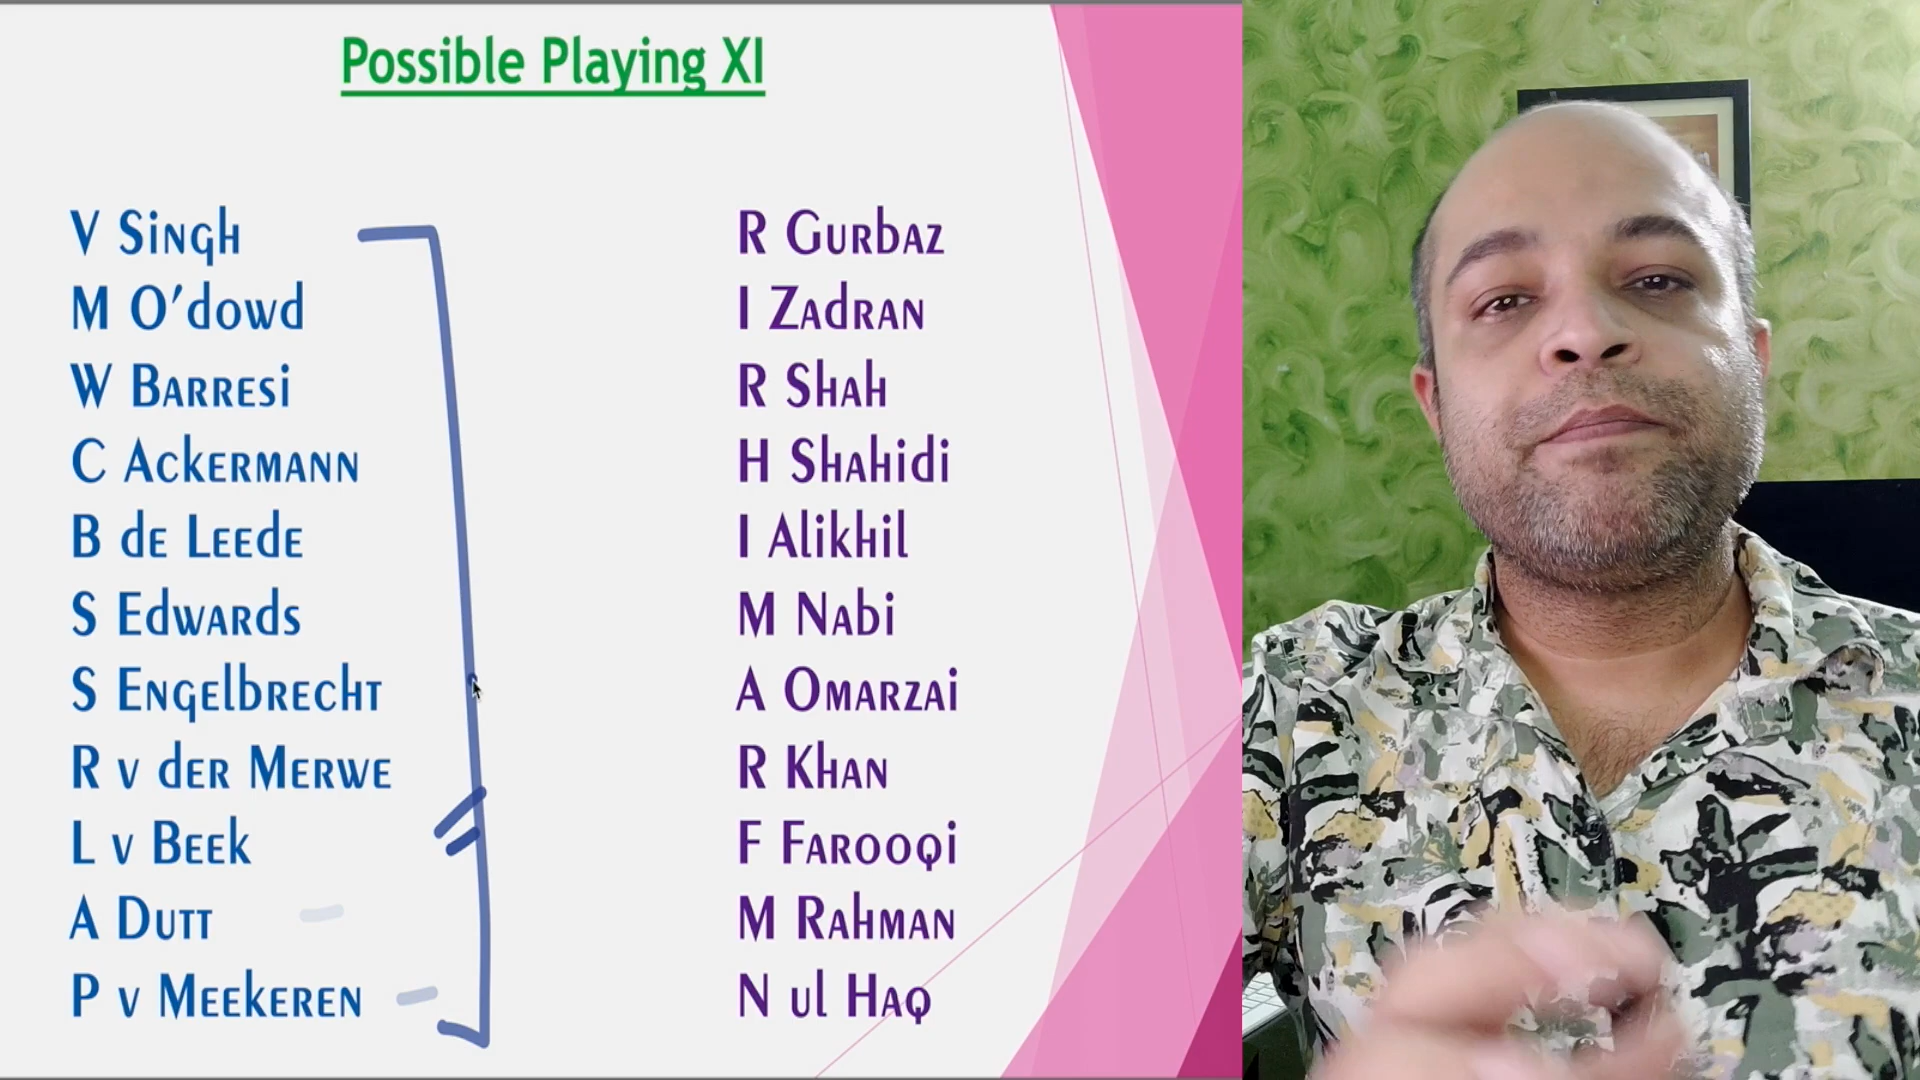 Possible Playing XI
V Singh
M O'dowd
W Barresi
C Ackermann
B de Leede
S Edwards
S Engelbrecht
R v der Merwe
L v Beek
A Dutt
P v Meekeren
R Gurbaz
I Zadran
R Shah
H Shahidi
I Alikhil
M Nabi
A Omarzai
R Khan
F Farooqi
M Rahman
N ul Haq